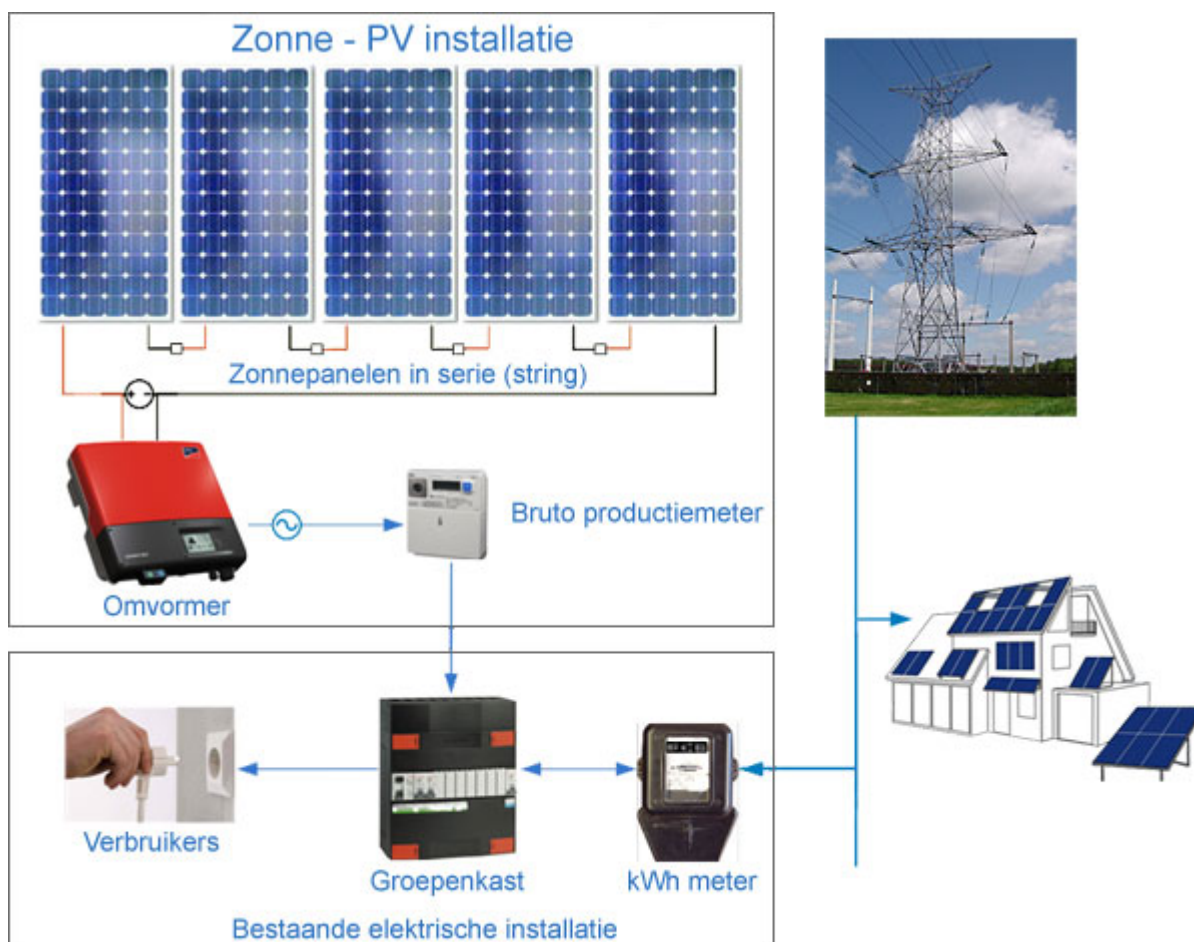 Zonne - PV installatie
Zonnepanelen in serie (string)
Bruto productiemeter
Omvormer
Verbruikers
Groepenkast
kWh meter
Bestaande elektrische installatie